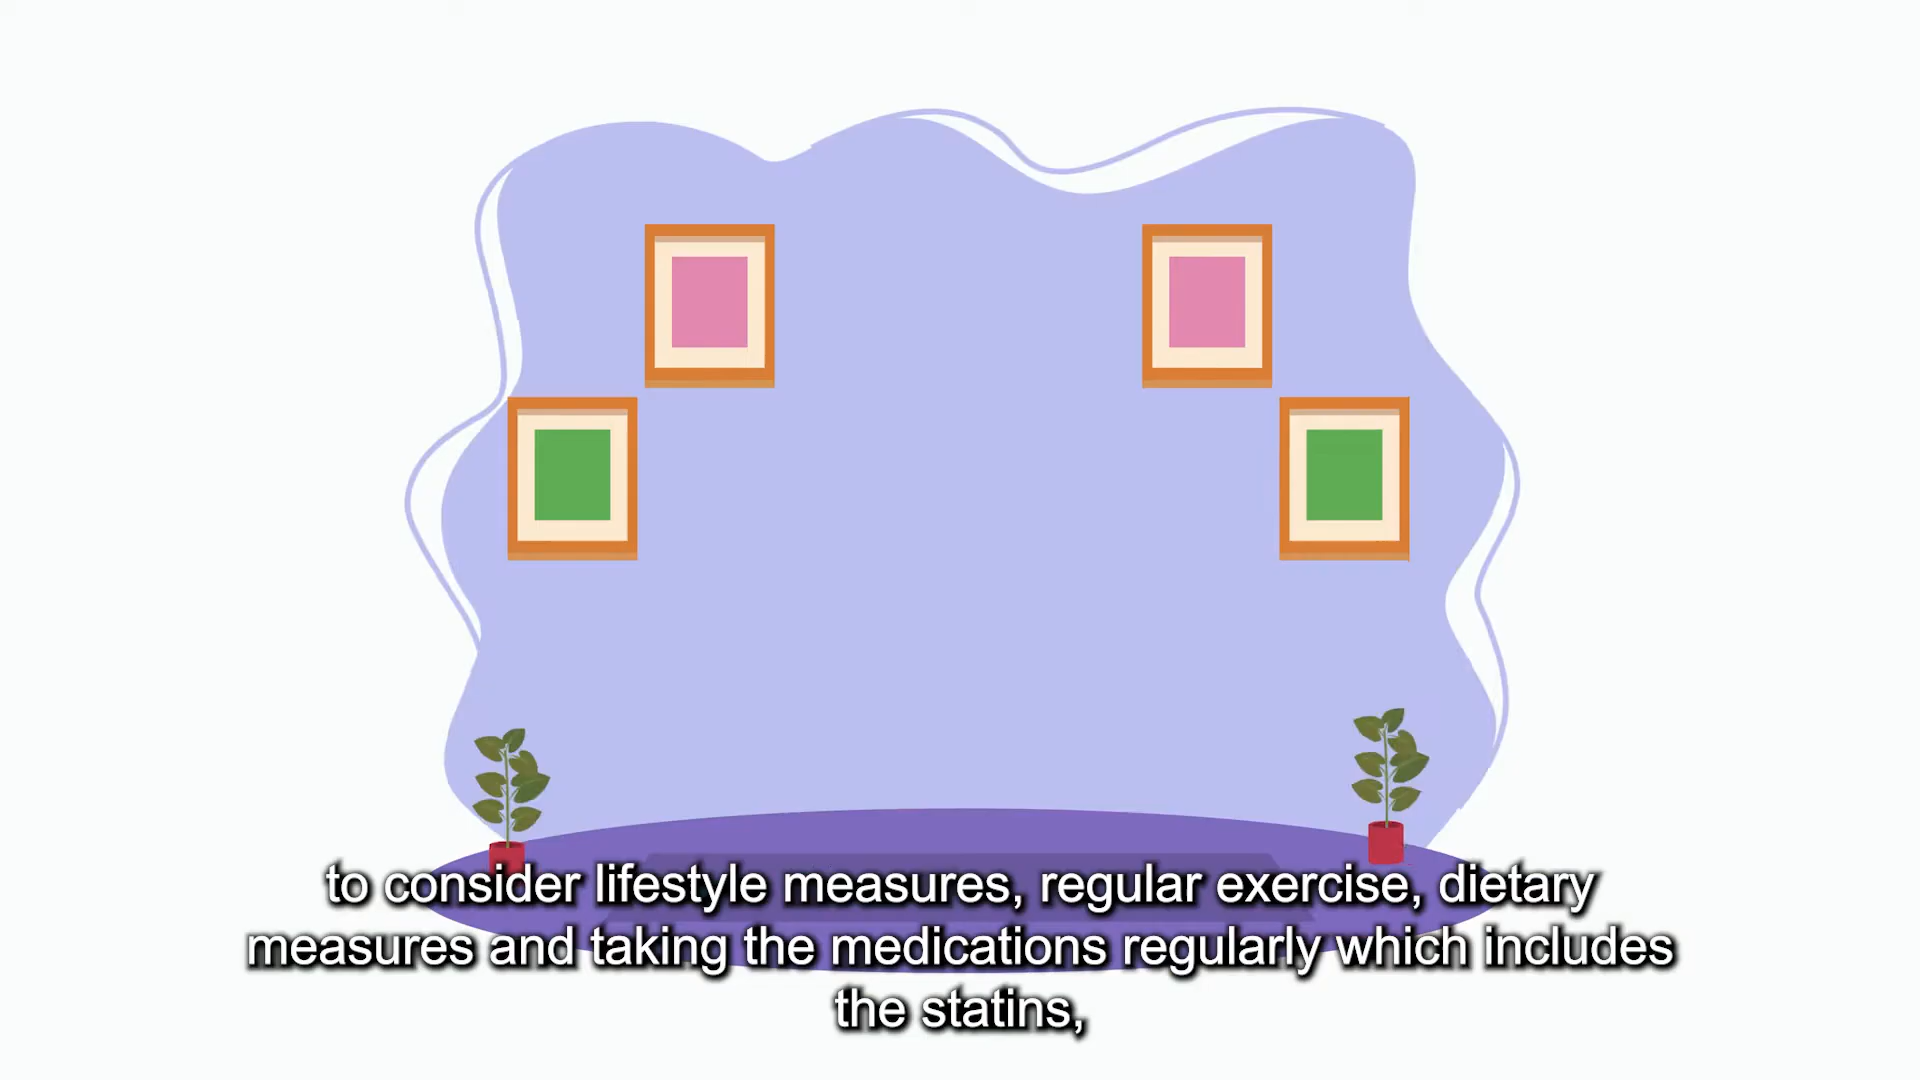 to consider lifestyle measures, regular exercise, dietary
measures and taking the medications regularly which includes
the statins,